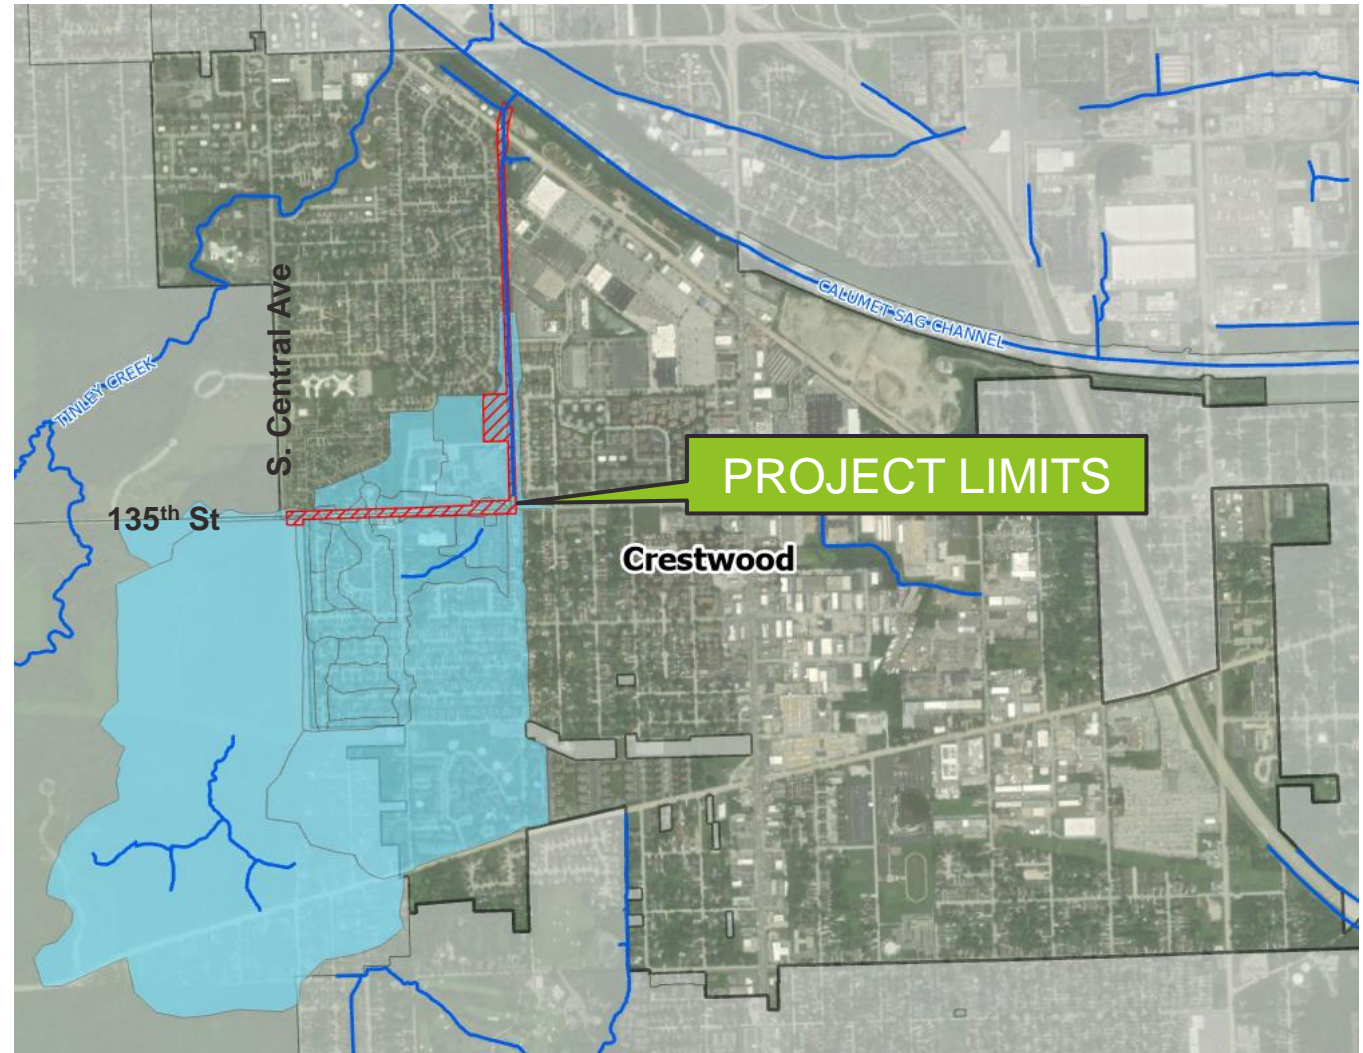 CALUMET SAG CHANNEL
S. Central Ave
TINLEY CREEK
PROJECT LIMITS
135th St
Crestwood